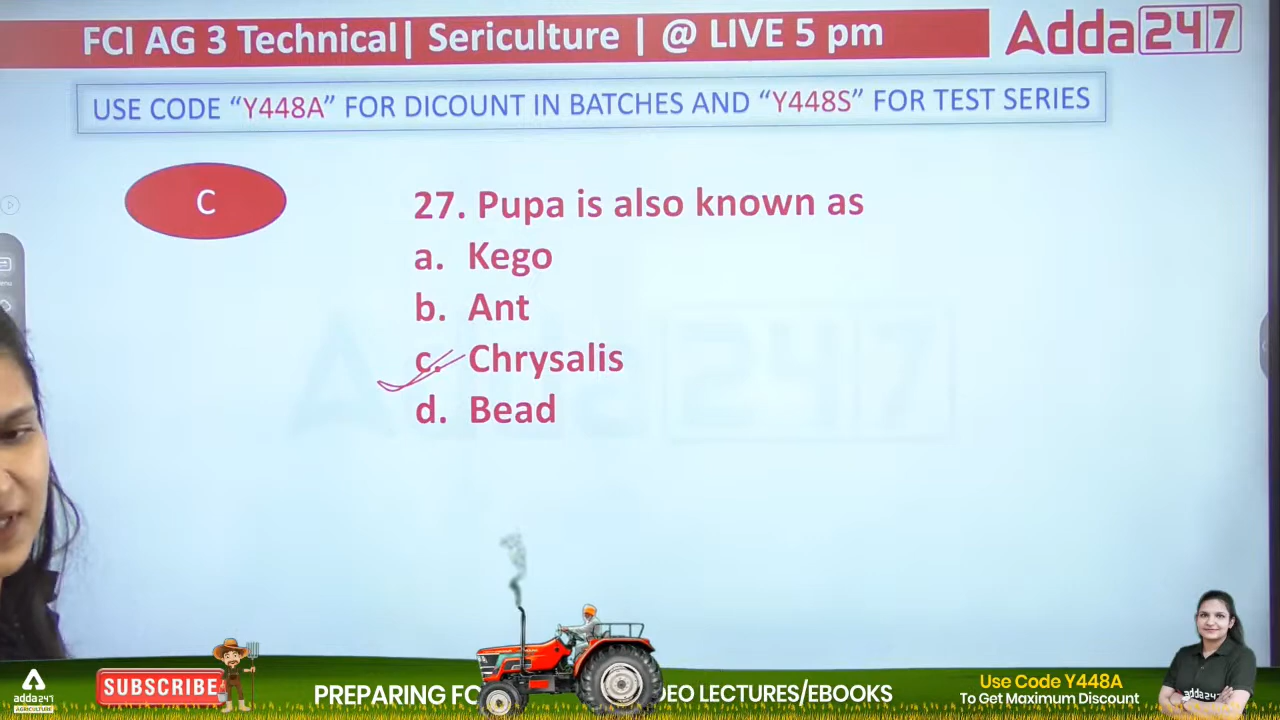 FCI AG 3 Technical| Sericulture | @ LIVE 5 pm
Adda247
USE CODE “Y448A” FOR DICOUNT IN BATCHES AND “Y448S” FOR TEST SERIES
C
27. Pupa is also known as
a. Kego
b. Ant
c. Chrysalis
d. Bead
adda247
AGRICULTURE
SUBSCRIBE
PREPARING
LECTURES/EBOOKS
Use Code Y448A
To Get Maximum Discount
adda247